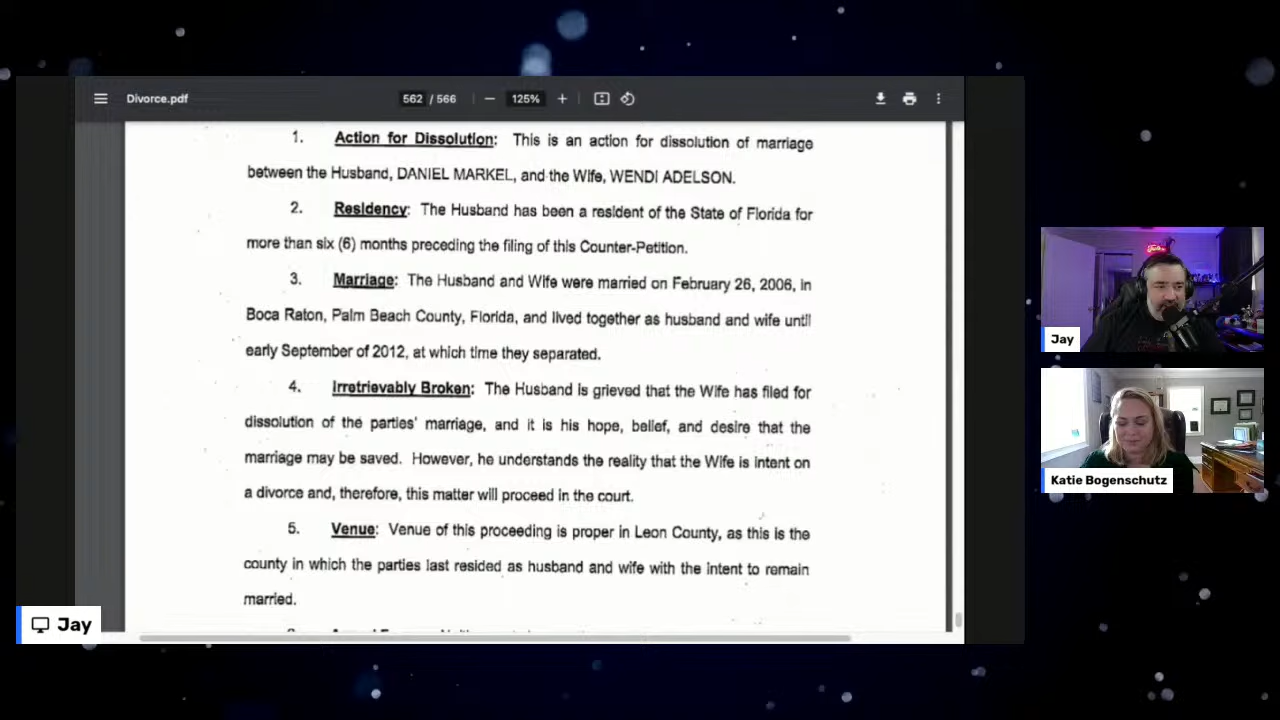 Divorce.pdf
562 / 566
125%
1. Action for Dissolution: This is an action for dissolution of marriage
between the Husband, DANIEL MARKEL, and the Wife, WENDI ADELSON.
2. Residency: The Husband has been a resident of the State of Florida for
more than six (6) months preceding the filing of this Counter-Petition.
3. Marriage: The Husband and Wife were married on February 26, 2006, in
Boca Raton, Palm Beach County, Florida, and lived together as husband and wife until
early September of 2012, at which time they separated.
4. Irretrievably Broken: The Husband is grieved that the Wife has filed for
dissolution of the parties' marriage, and it is his hope, belief, and desire that the
marriage may be saved. However, he understands the reality that the Wife is intent on
a divorce and, therefore, this matter will proceed in the court.
5. Venue: Venue of this proceeding is proper in Leon County, as this is the
county in which the parties last resided as husband and wife with the intent to remain
married.
Jay
Jay
Katie Bogenschutz